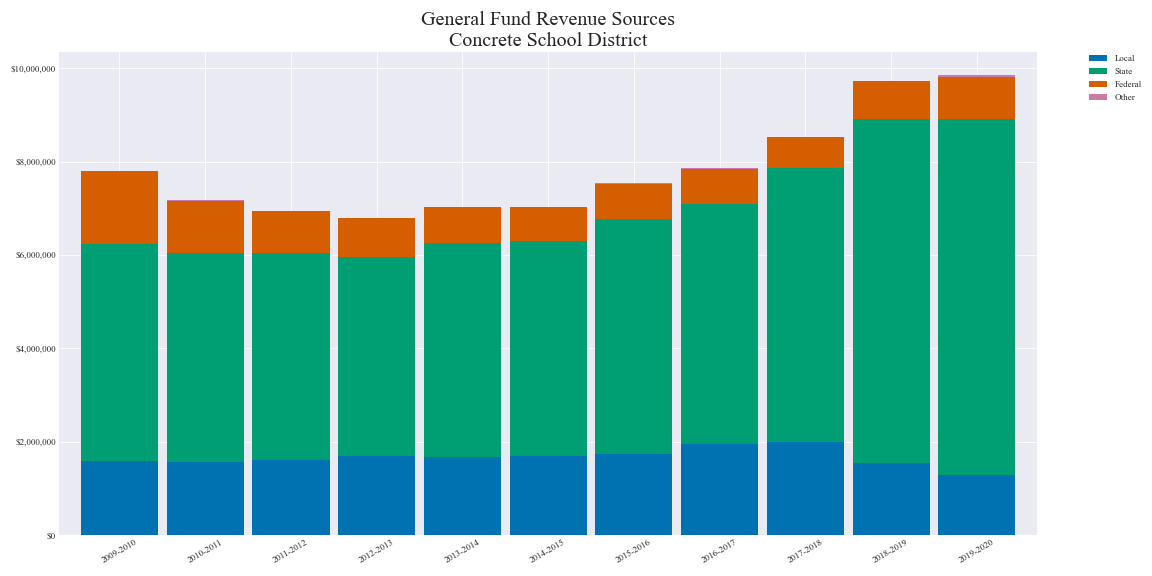 General Fund Revenue Sources
Concrete School District
$10,000,000
$8,000,000
$6,000,000
$4,000,000
$2,000,000
$0
2009-2010
2010-2011
2011-2012
2012-2013
2013-2014
2014-2015
2015-2016
2016-2017
2017-2018
2018-2019
2019-2020
Local
State
Federal
Other